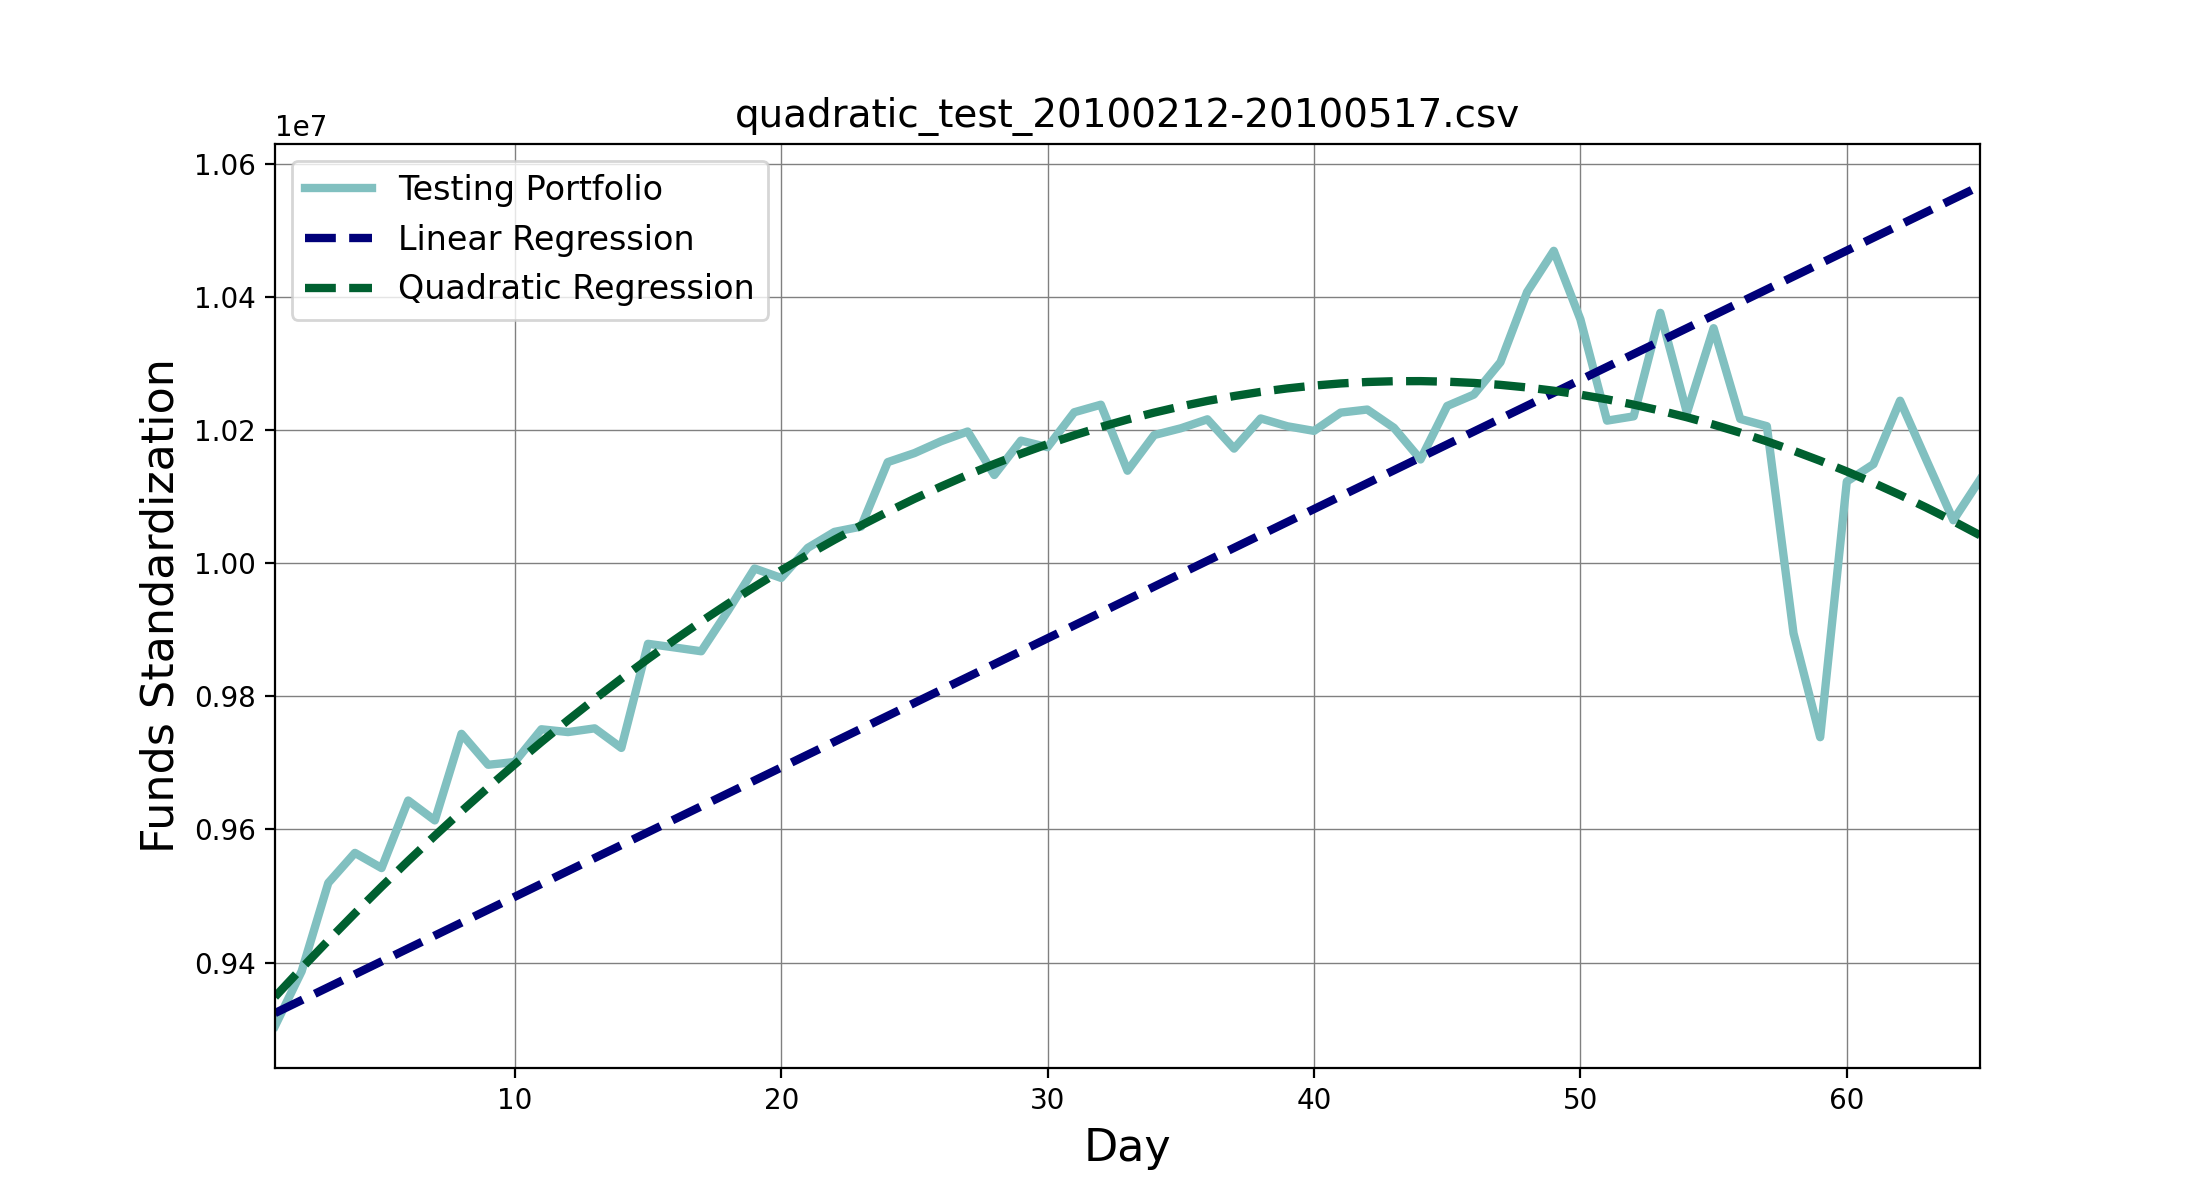 quadratic_test_20100212-20100517.csv
1e7
Testing Portfolio
Linear Regression
Quadratic Regression
1.06
1.04
1.02
1.00
0.98
0.96
0.94
Funds Standardization
10 20 30 40 50 60
Day